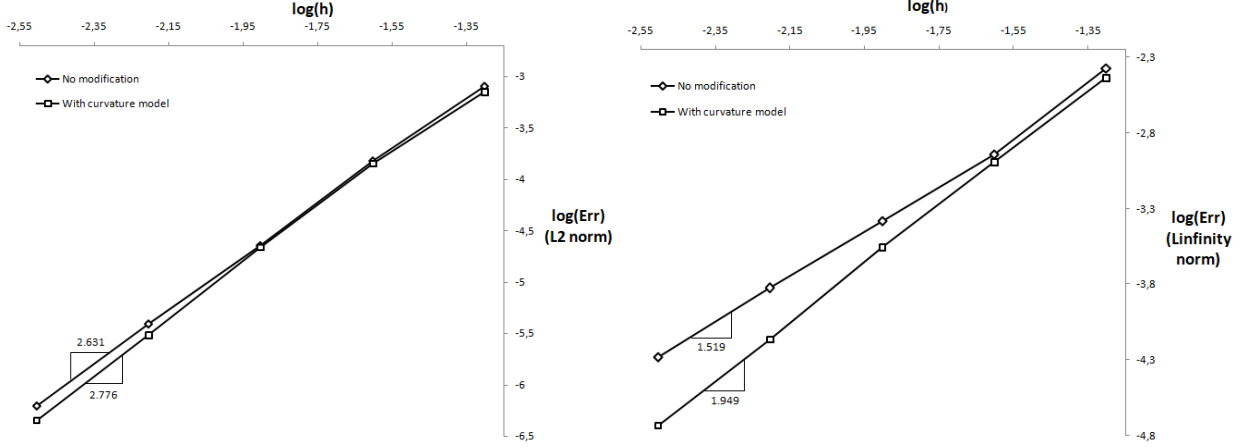 log(h)
-2,55 -2,35 -2,15 -1,95 -1,75 -1,55 -1,35
No modification
With curvature model
-3
-3,5
-4
-4,5
-5
-5,5
-6
-6,5
log(Err)
(L2 norm)
2.631
2.776
log(h)
-2,55 -2,35 -2,15 -1,95 -1,75 -1,55 -1,35
No modification
With curvature model
-2,3
-2,8
-3,3
-3,8
-4,3
-4,8
log(Err)
(Linfinity
norm)
1.519
1.949